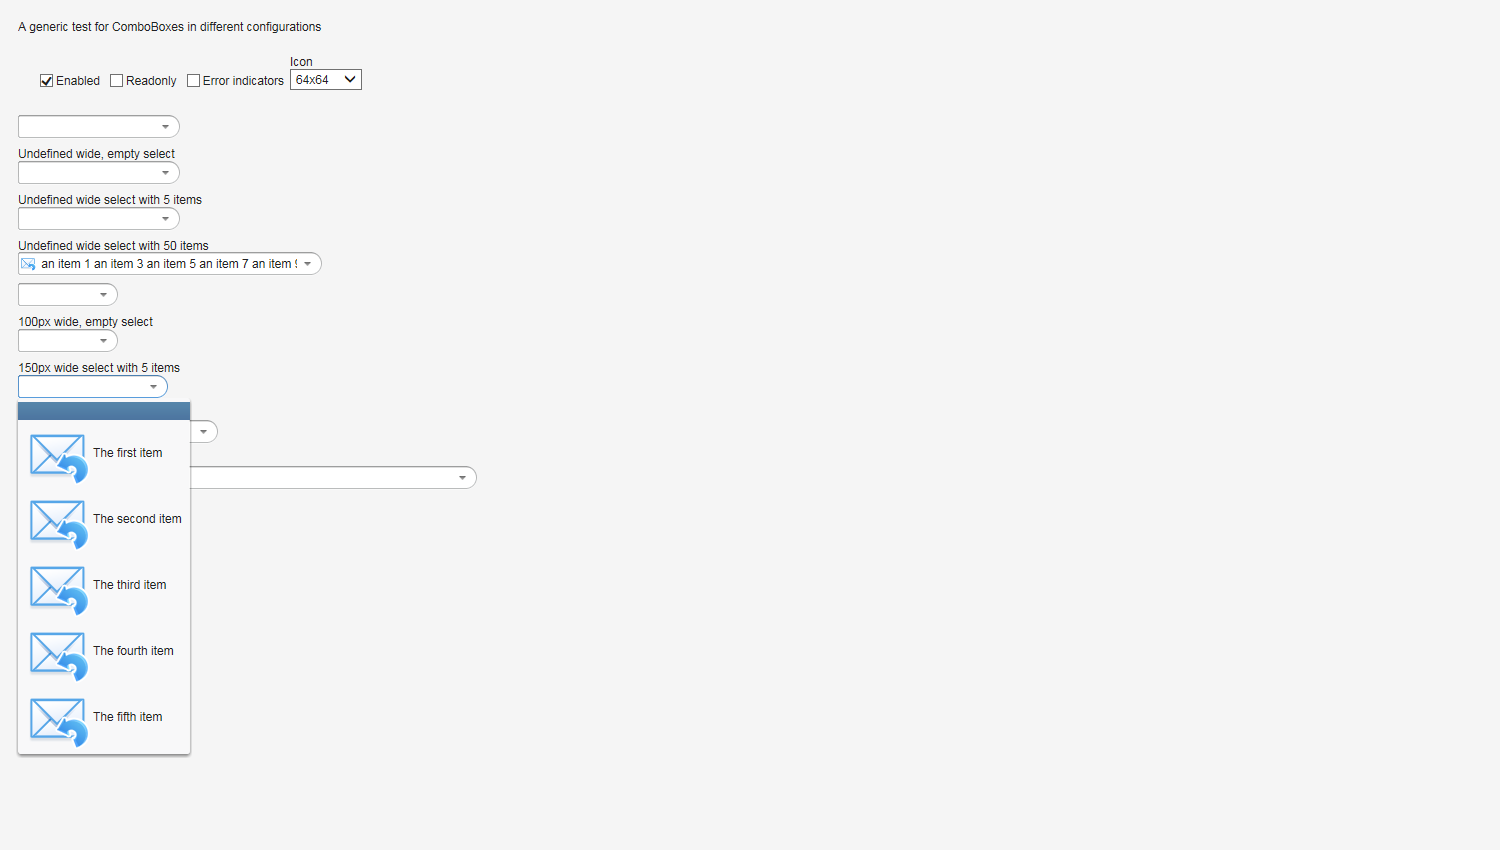 A generic test for ComboBoxes in different configurations
Icon
Enabled Readonly Error indicators 64x64
Undefined wide, empty select
Undefined wide select with 5 items
Undefined wide select with 50 items
an item 1 an item 3 an item 5 an item 7 an item
100px wide, empty select
150px wide select with 5 items
The first item
The second item
The third item
The fourth item
The fifth item